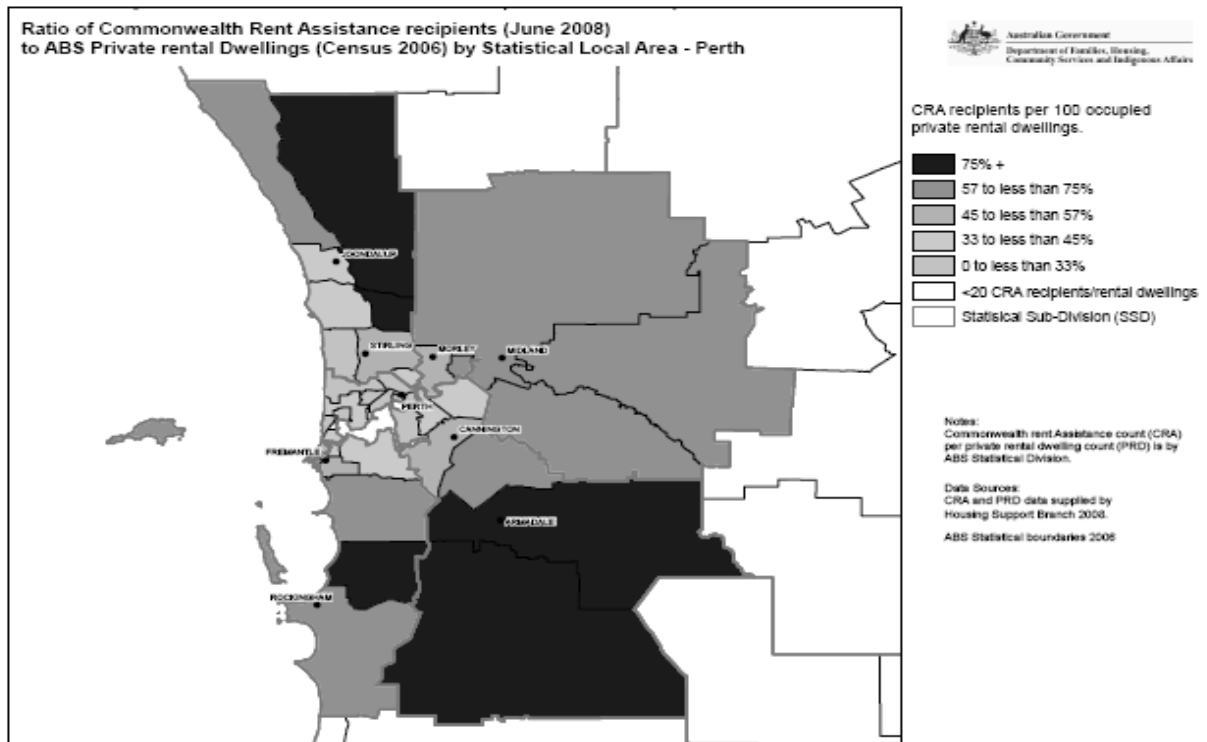 Ratio of Commonwealth Rent Assistance recipients (June 2008)
to ABS Private rental Dwellings (Census 2006) by Statistical Local Area - Perth
Australian Government
Department of Families, Housing,
Community Services and Indigenous Affairs
CRA recipients per 100 occupied
private rental dwellings.
75% +
57 to less than 75%
45 to less than 57%
33 to less than 45%
0 to less than 33%
<20 CRA recipients/rental dwellings
Statisical Sub-Division (SSD)
JOONDALUP
STIRLING
MORLEY
MIDLAND
PERTH
CANNINGTON
FREMANTLE
ARMADALE
ROCKINGHAM
Notes:
Commonwealth rent Assistance count (CRA)
per private rental dwelling count (PRD) is by
ABS Statistical Division.
Data Sources:
CRA and PRD data supplied by
Housing Support Branch 2008.
ABS Statistical boundaries 2006